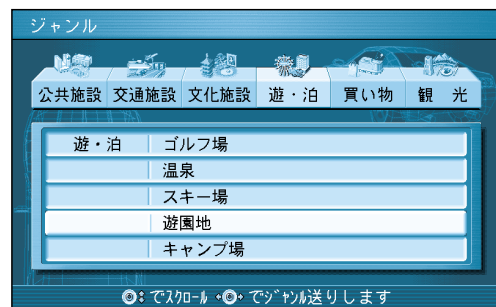 ジャンル
公共施設 交通施設 文化施設 遊・泊 買い物 観 光
遊・泊 ゴルフ場
温泉
スキー場
遊園地
キャンプ場
でｽｸﾛｰﾙ でｼﾞｬﾝﾙ送りします